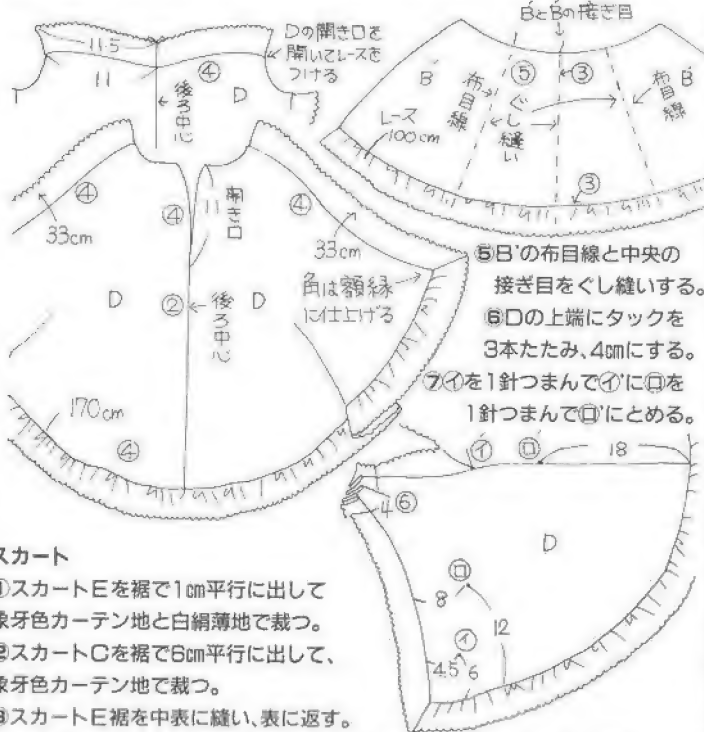 11.5
11
Dの開き口を
開いてレースを
つける
④
D
後ろ中心
B'とB'の接ぎ目
B'
布目線
⑤
ぐし縫い
③
布目線
B'
レース
100cm
③
④
33cm
④
開き口
11
④
33cm
D
②
後ろ中心
D
角は額縁
に仕上げる
170cm
④
⑤B'の布目線と中央の
接ぎ目をぐし縫いする。
⑥Dの上端にタックを
3本たたみ、4cmにする。
⑦㋑を1針つまんで㋑'に㋺を
1針つまんで㋺'にとめる。
㋑'
㋺'
18
4
⑥
D
㋺
8
㋑
12
4.5
6
スカート
①スカートEを裾で1cm平行に出して
象牙色カーテン地と白絹薄地で裁つ。
②スカートCを裾で6cm平行に出して、
象牙色カーテン地で裁つ。
③スカートE裾を中表に縫い、表に返す。